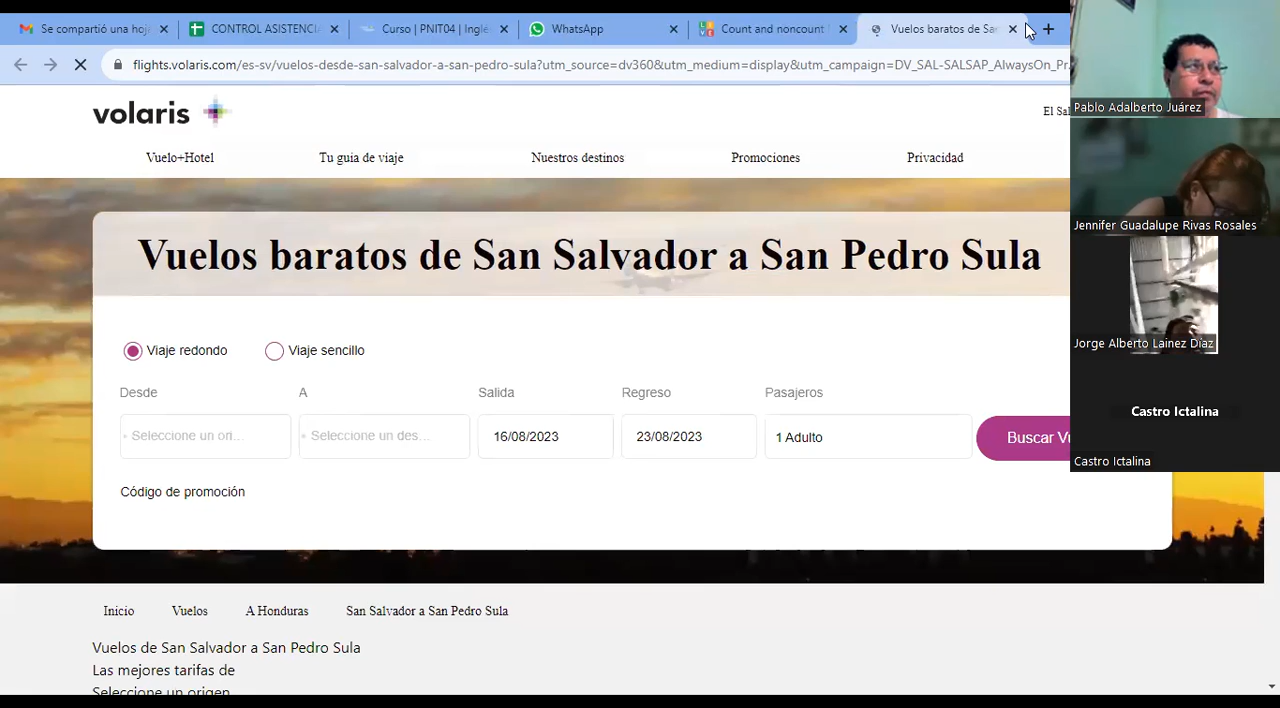 Se compartió una hoj
CONTROL ASISTENCI
Curso | PNIT04 | Inglé
WhatsApp
Count and noncount
Vuelos baratos de San
flights.volaris.com/es-sv/vuelos-desde-san-salvador-a-san-pedro-sula?utm_source=dv360&utm_medium=display&utm_campaign=DV_SAL-SALSAP_AlwaysOn_Pr
volaris
El Sal
Vuelo+Hotel
Tu guia de viaje
Nuestros destinos
Promociones
Privacidad
Vuelos baratos de San Salvador a San Pedro Sula
Viaje redondo
Viaje sencillo
Desde
A
Salida
Regreso
Pasajeros
Seleccione un ori...
Seleccione un des...
16/08/2023
23/08/2023
1 Adulto
Buscar Vu
Código de promoción
Inicio
Vuelos
A Honduras
San Salvador a San Pedro Sula
Vuelos de San Salvador a San Pedro Sula
Las mejores tarifas de
Seleccione un origen
Pablo Adalberto Juárez
Jennifer Guadalupe Rivas Rosales
Jorge Alberto Lainez Diaz
Castro Ictalina
Castro Ictalina